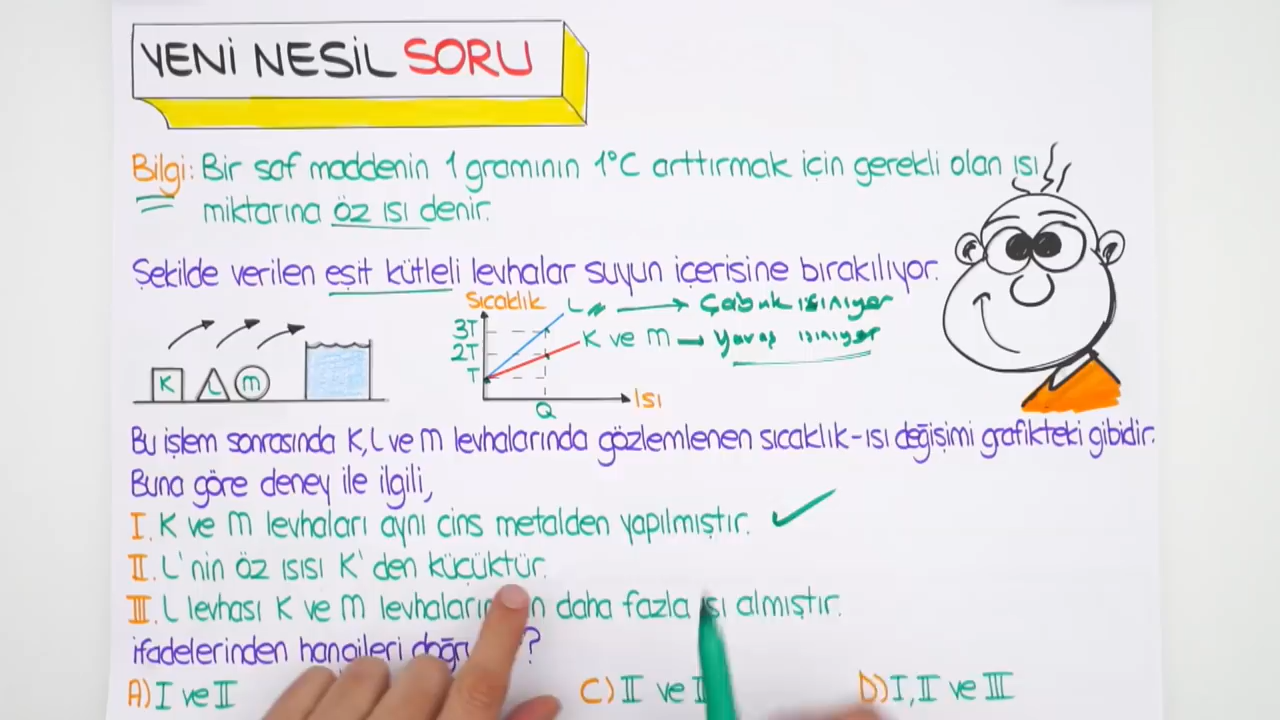 YENİ NESİL SORU
Bilgi: Bir saf maddenin 1 gramının 1°C arttırmak için gerekli olan ısı
miktarına öz ısı denir.
Şekilde verilen eşit kütleli levhalar suyun içerisine bırakılıyor.
Sıcaklık
L → Çabuk ısınıyor
3T
K ve M → Yavaş ısınıyor
2T
T
K L M
Isı
Q
Bu işlem sonrasında K, L ve M levhalarında gözlemlenen sıcaklık-ısı değişimi grafikteki gibidir.
Buna göre deney ile ilgili,
I. K ve M levhaları aynı cins metalden yapılmıştır.
II. L'nin öz ısısı K'den küçüktür.
III. L levhası K ve M daha fazla ısı almıştır.
ifadelerinden hangileri ?
A) I ve II
C) II ve
D) I, II ve III